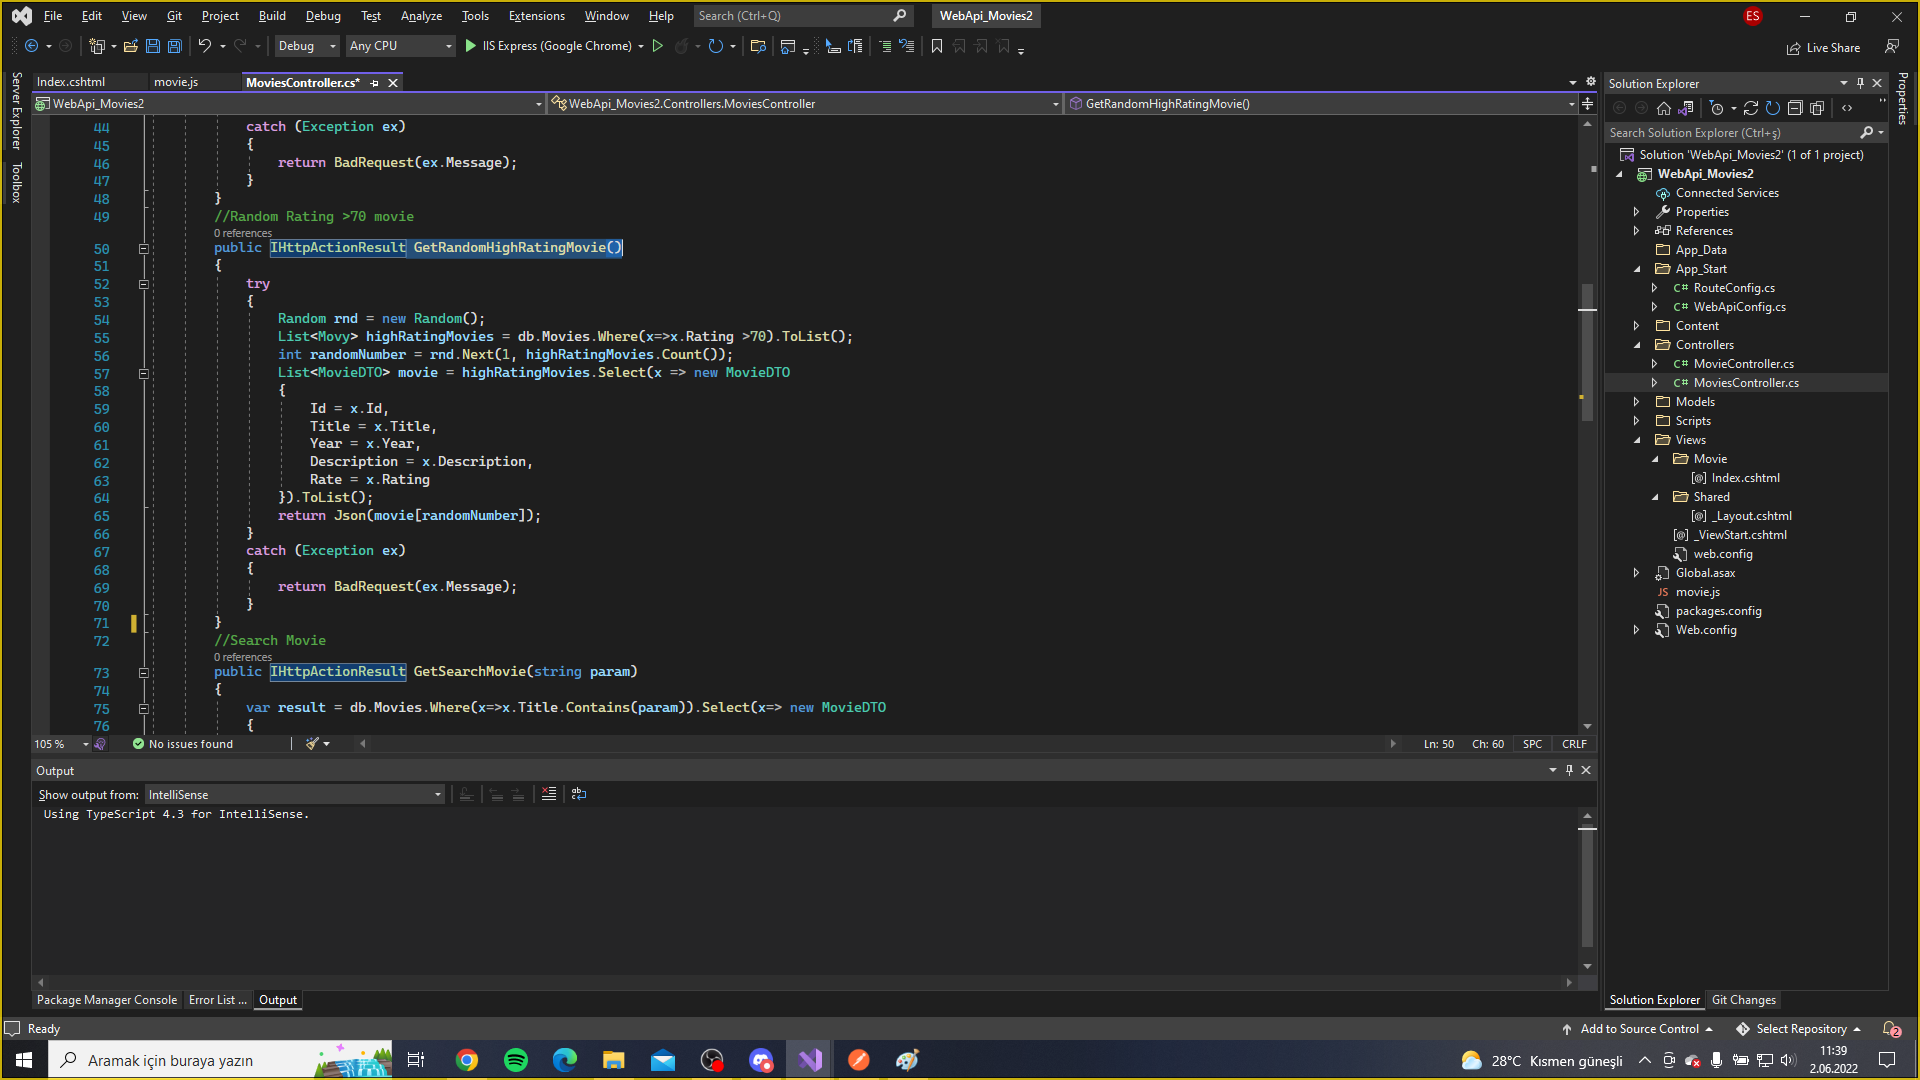 File Edit View Git Project Build Debug Test Analyze Tools Extensions Window Help Search (Ctrl+Q) WebApi_Movies2 ES
Debug Any CPU IIS Express (Google Chrome) Live Share
Server Explorer
Toolbox
Index.cshtml movie.js MoviesController.cs*
WebApi_Movies2 WebApi_Movies2.Controllers.MoviesController GetRandomHighRatingMovie()
44 catch (Exception ex)
45 {
46 return BadRequest(ex.Message);
47 }
48 }
49 //Random Rating >70 movie
0 references
50 public IHttpActionResult GetRandomHighRatingMovie()
51 {
52 try
53 {
54 Random rnd = new Random();
55 List<Movy> highRatingMovies = db.Movies.Where(x=>x.Rating >70).ToList();
56 int randomNumber = rnd.Next(1, highRatingMovies.Count());
57 List<MovieDTO> movie = highRatingMovies.Select(x => new MovieDTO
58 {
59 Id = x.Id,
60 Title = x.Title,
61 Year = x.Year,
62 Description = x.Description,
63 Rate = x.Rating
64 }).ToList();
65 return Json(movie[randomNumber]);
66 }
67 catch (Exception ex)
68 {
69 return BadRequest(ex.Message);
70 }
71 }
72 //Search Movie
0 references
73 public IHttpActionResult GetSearchMovie(string param)
74 {
75 var result = db.Movies.Where(x=>x.Title.Contains(param)).Select(x=> new MovieDTO
76 {
105 % No issues found Ln: 50 Ch: 60 SPC CRLF
Output
Show output from: IntelliSense
Using TypeScript 4.3 for IntelliSense.
Package Manager Console Error List ... Output
Solution Explorer
Search Solution Explorer (Ctrl+ş)
Solution 'WebApi_Movies2' (1 of 1 project)
WebApi_Movies2
Connected Services
Properties
References
App_Data
App_Start
C# RouteConfig.cs
C# WebApiConfig.cs
Content
Controllers
C# MovieController.cs
C# MoviesController.cs
Models
Scripts
Views
Movie
[@] Index.cshtml
Shared
[@] _Layout.cshtml
[@] _ViewStart.cshtml
web.config
Global.asax
JS movie.js
packages.config
Web.config
Solution Explorer Git Changes
Properties
Ready Add to Source Control Select Repository 2
Aramak için buraya yazın 28°C Kısmen güneşli 11:39
2.06.2022